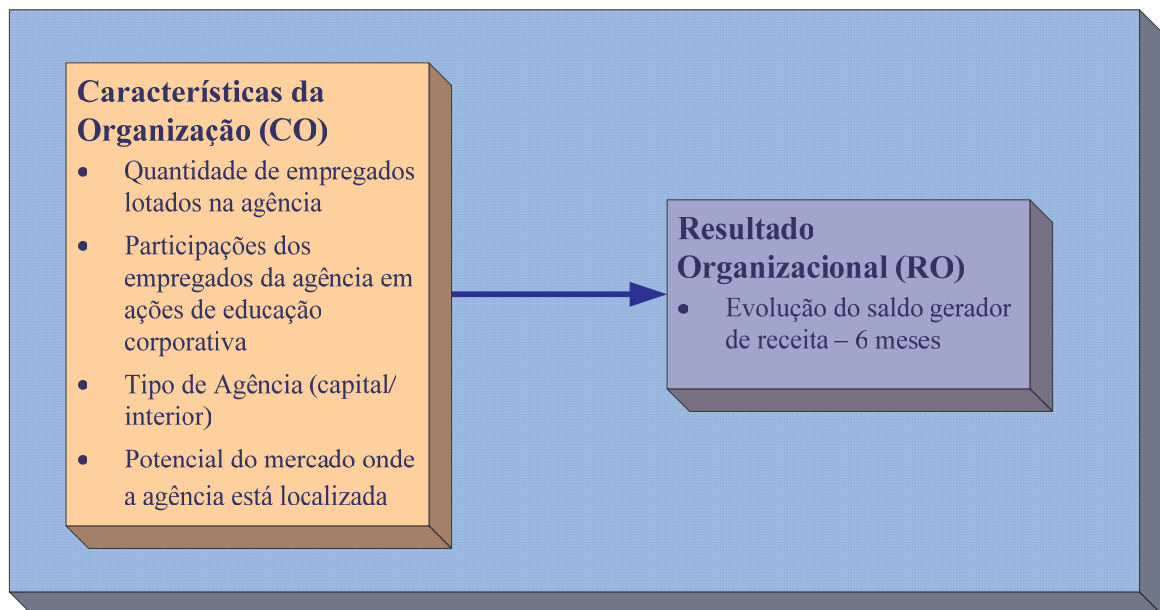 Características da
Organização (CO)
• Quantidade de empregados
lotados na agência
• Participações dos
empregados da agência em
ações de educação
corporativa
• Tipo de Agência (capital/
interior)
• Potencial do mercado onde
a agência está localizada
Resultado
Organizacional (RO)
• Evolução do saldo gerador
de receita – 6 meses